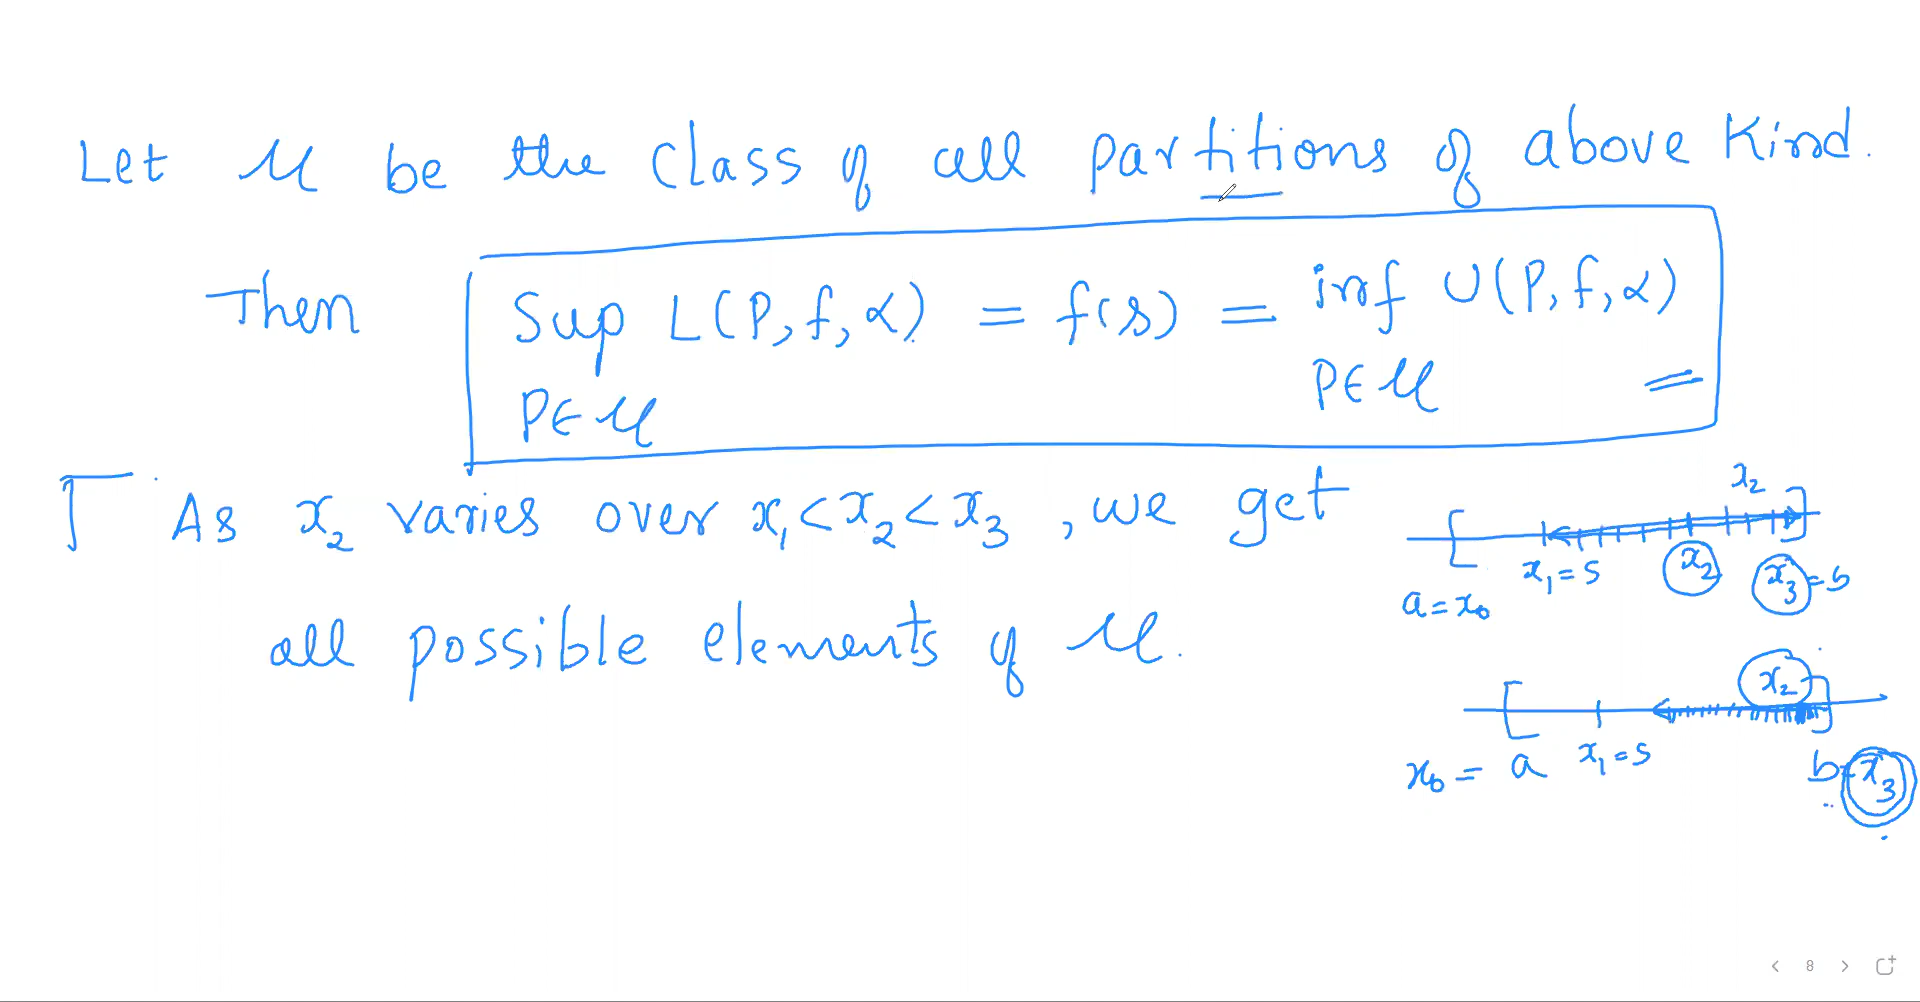 Let 𝓜 be the class of all partitions of above kind.
Then Sup L(P, f, α) = f(s) = inf U(P, f, α)
P∈𝓜 P∈𝓜
As x₂ varies over x₁ < x₂ < x₃, we get
all possible elements of 𝓜.
x₂
x₁ = s x₂ x₃ = b
a = x₀
x₂
x₁ = s
x₀ = a b = x₃
8